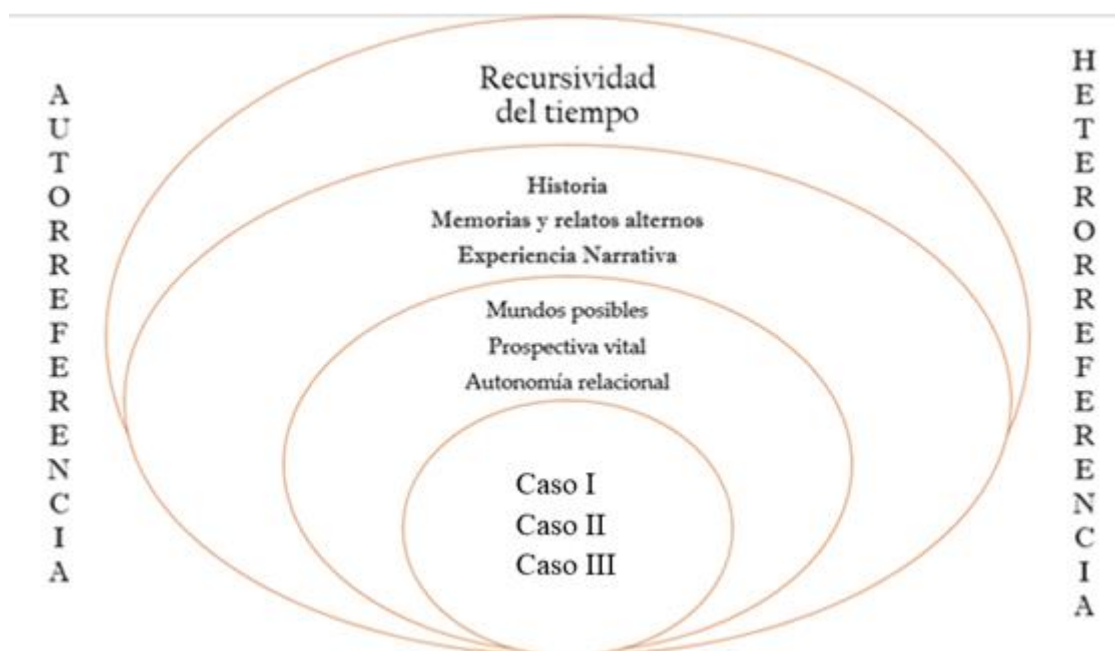 AUTORREFERENCIA
Recursividad
del tiempo
Historia
Memorias y relatos alternos
Experiencia Narrativa
Mundos posibles
Prospectiva vital
Autonomía relacional
Caso I
Caso II
Caso III
HETERORREFERENCIA